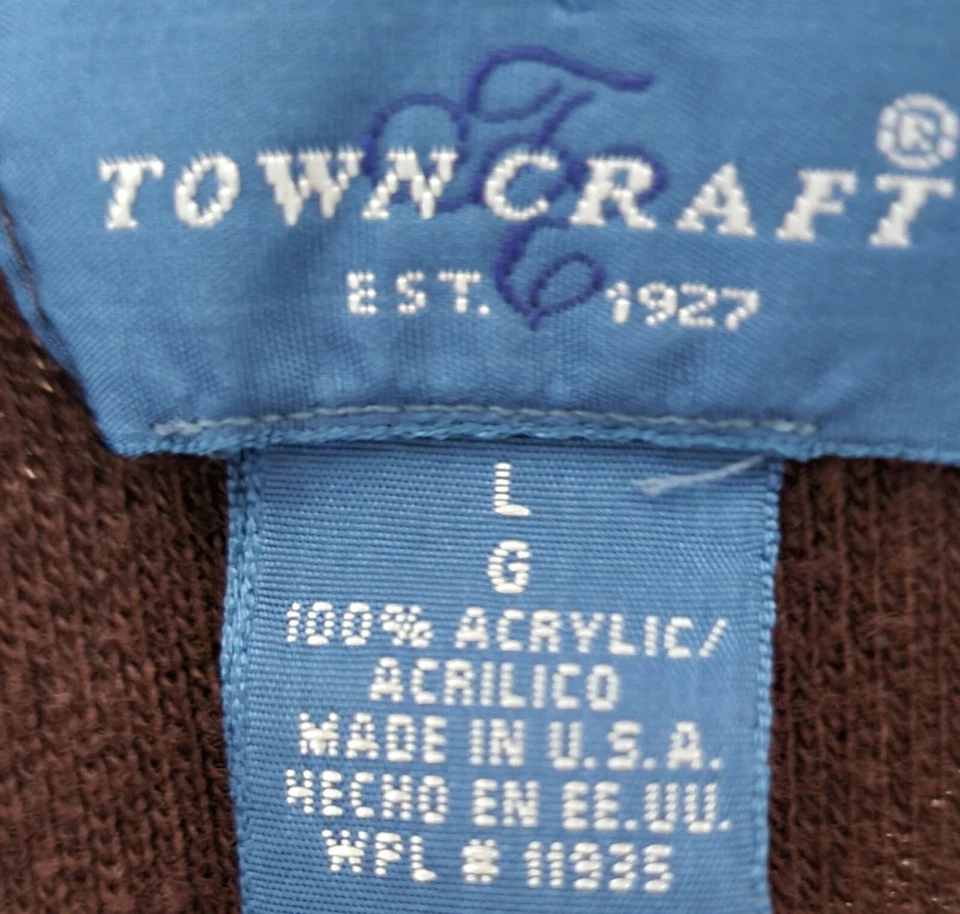 TOWNCRAFT®
EST. 1927
L
G
100% ACRYLIC/
ACRILICO
MADE IN U.S.A.
HECHO EN EE.UU.
WPL # 11935